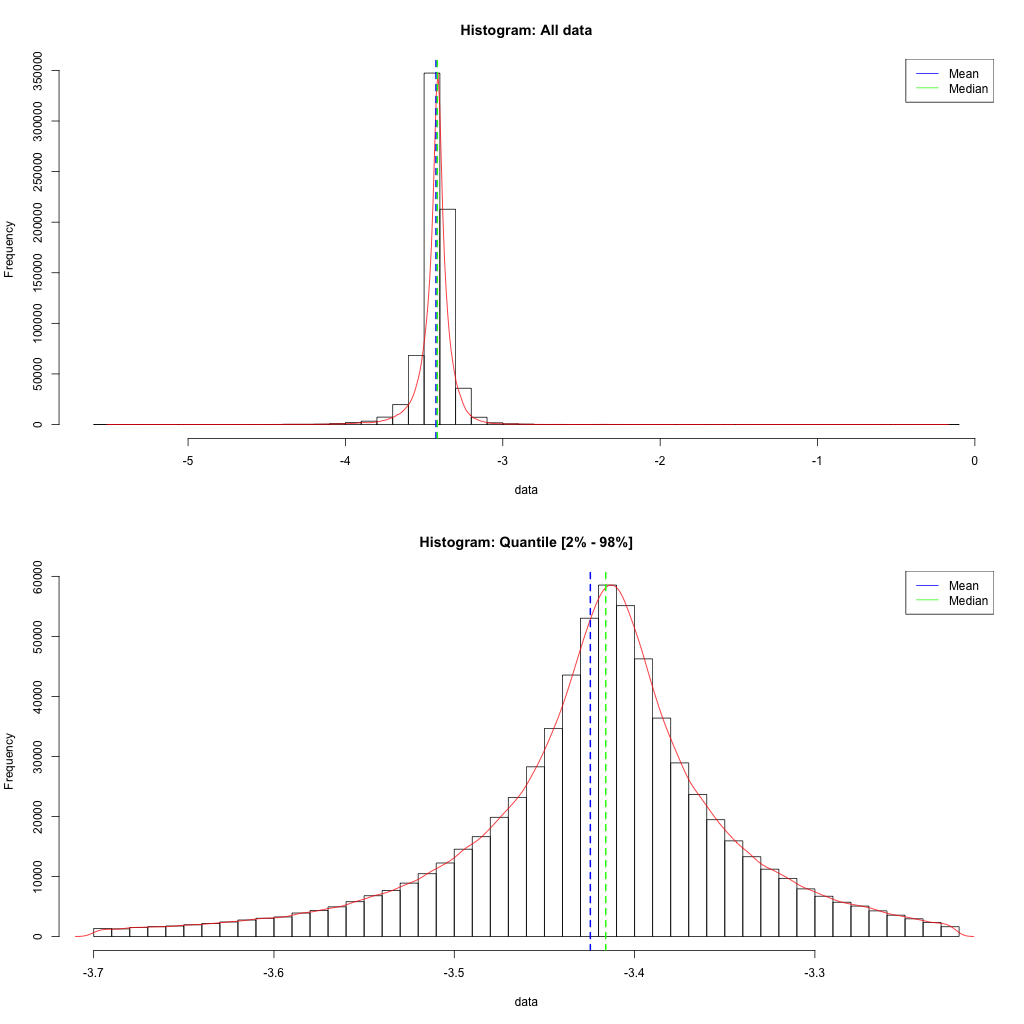 Histogram: All data
Mean
Median
Frequency
0
50000
100000
150000
200000
250000
300000
350000
-5
-4
-3
-2
-1
0
data
Histogram: Quantile [2% - 98%]
Mean
Median
Frequency
0
10000
20000
30000
40000
50000
60000
-3.7
-3.6
-3.5
-3.4
-3.3
data